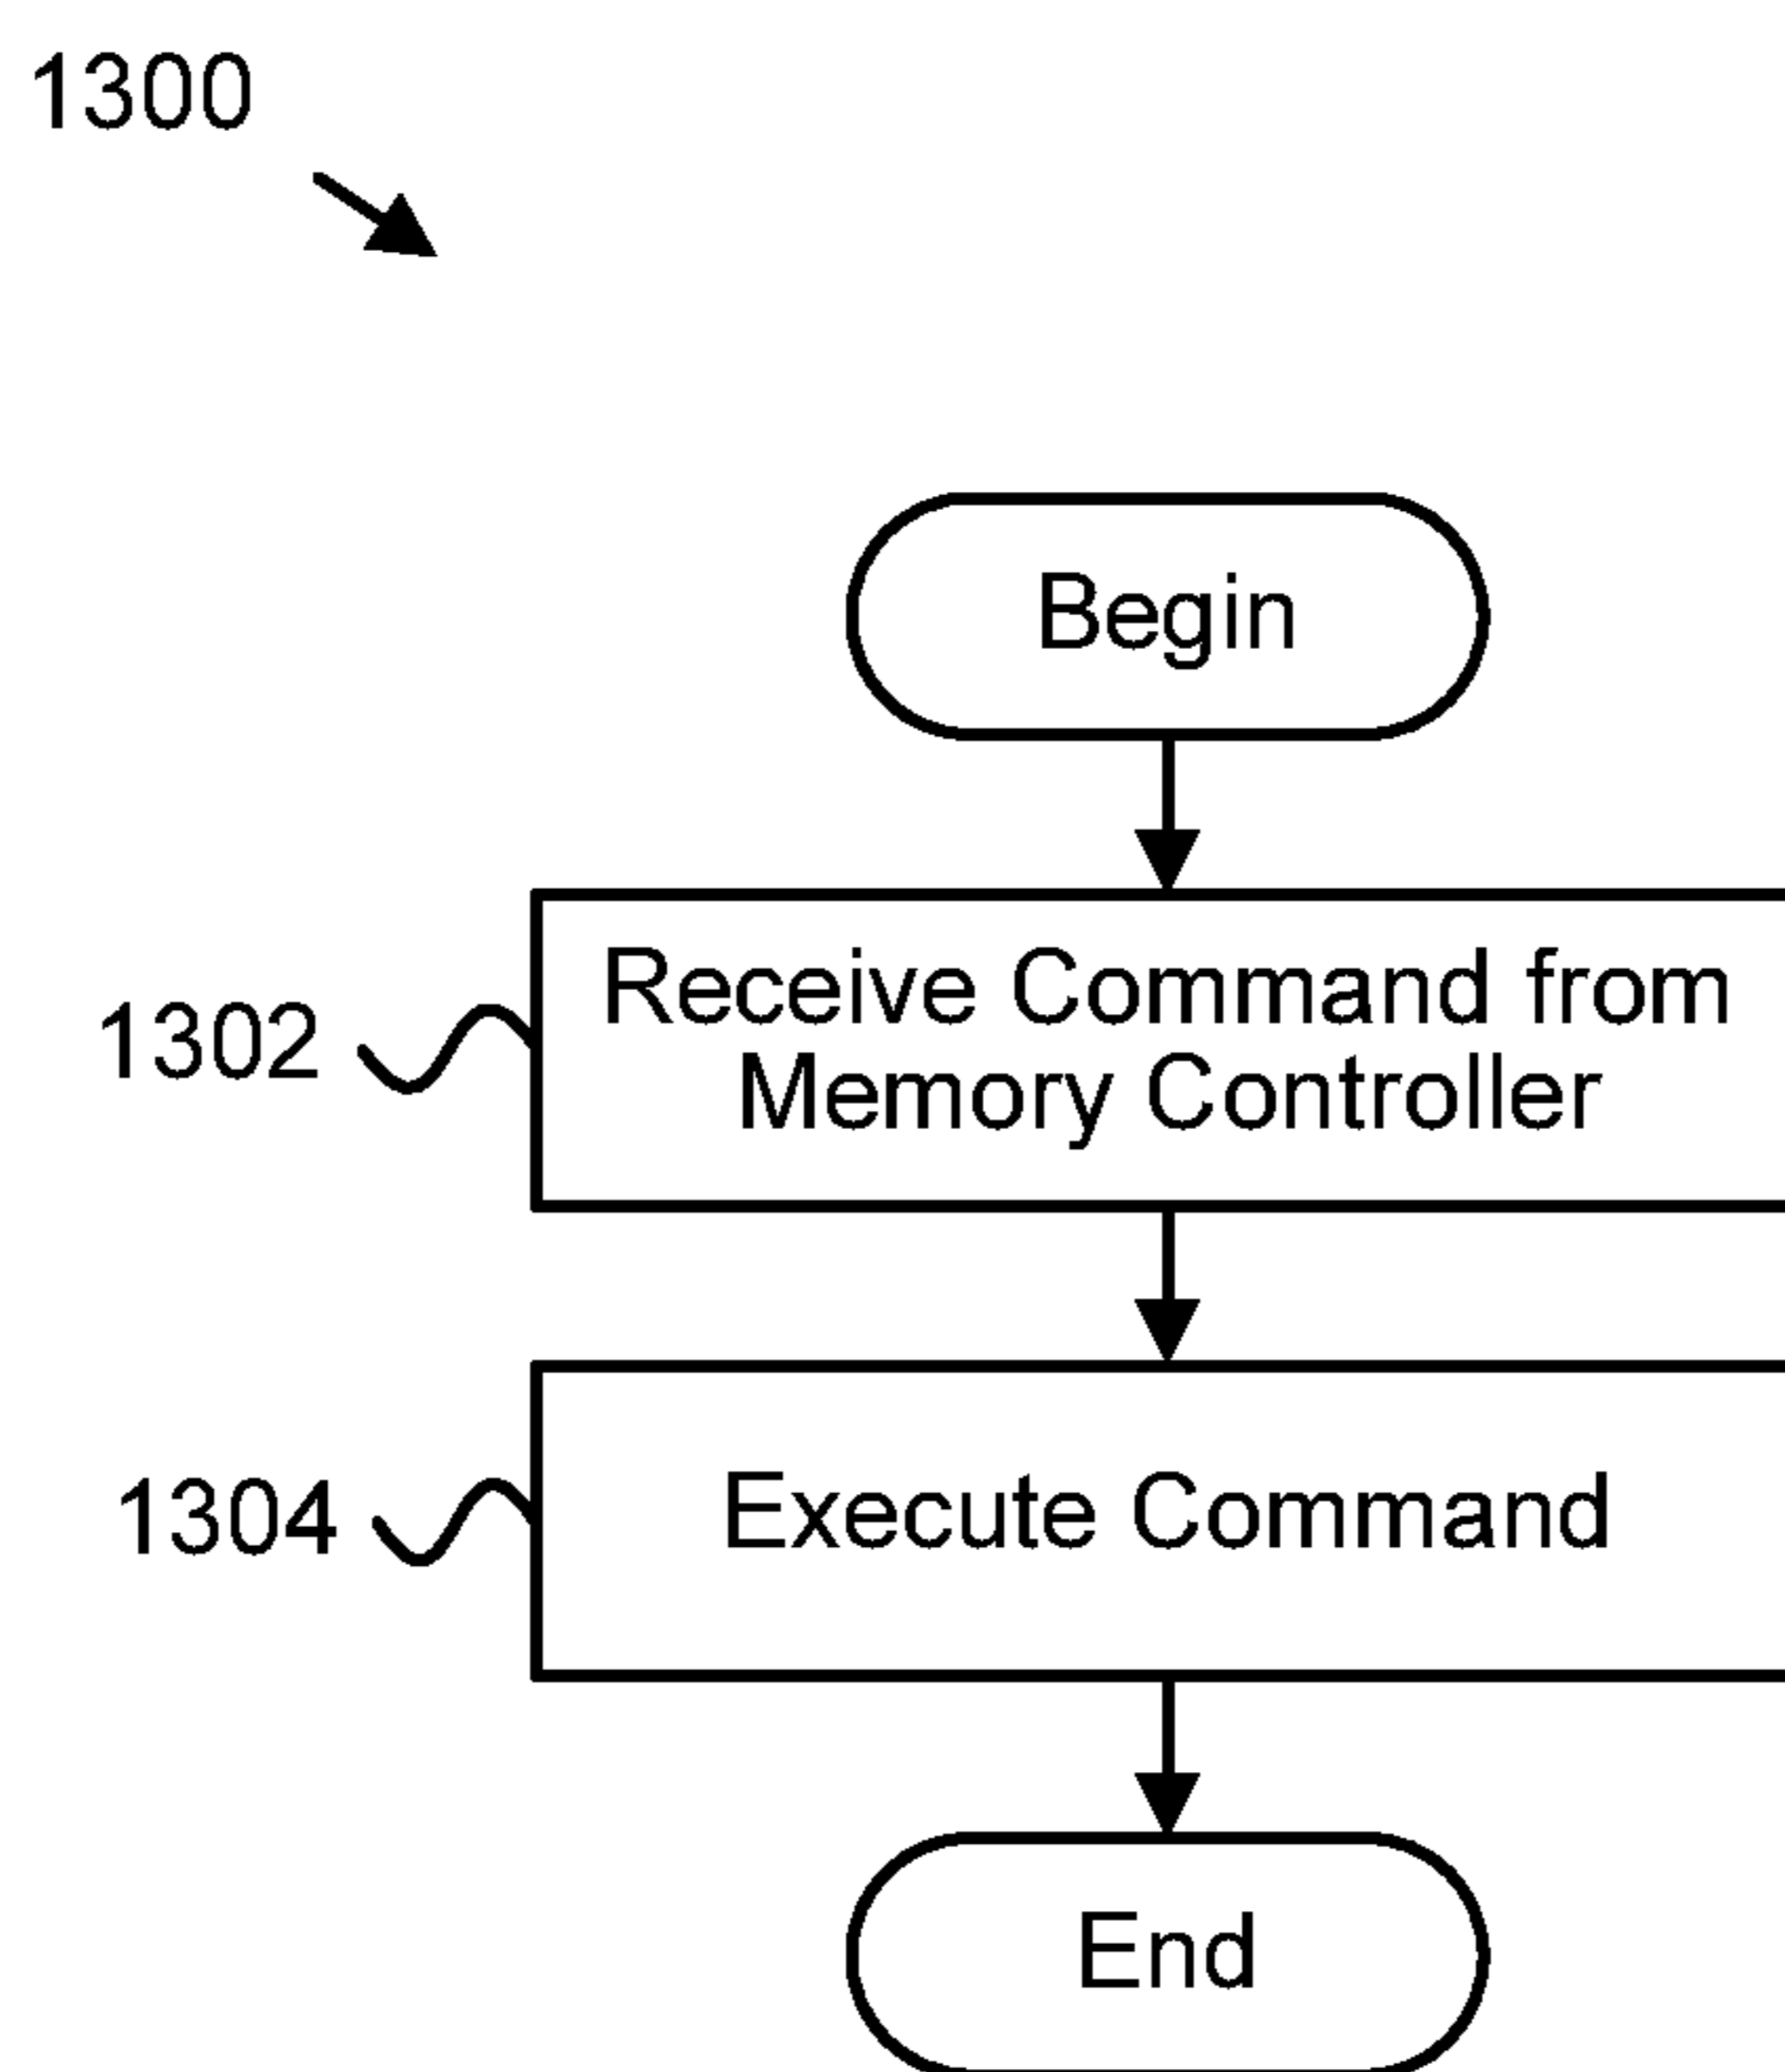 1300
Begin
1302
Receive Command from
Memory Controller
1304
Execute Command
End